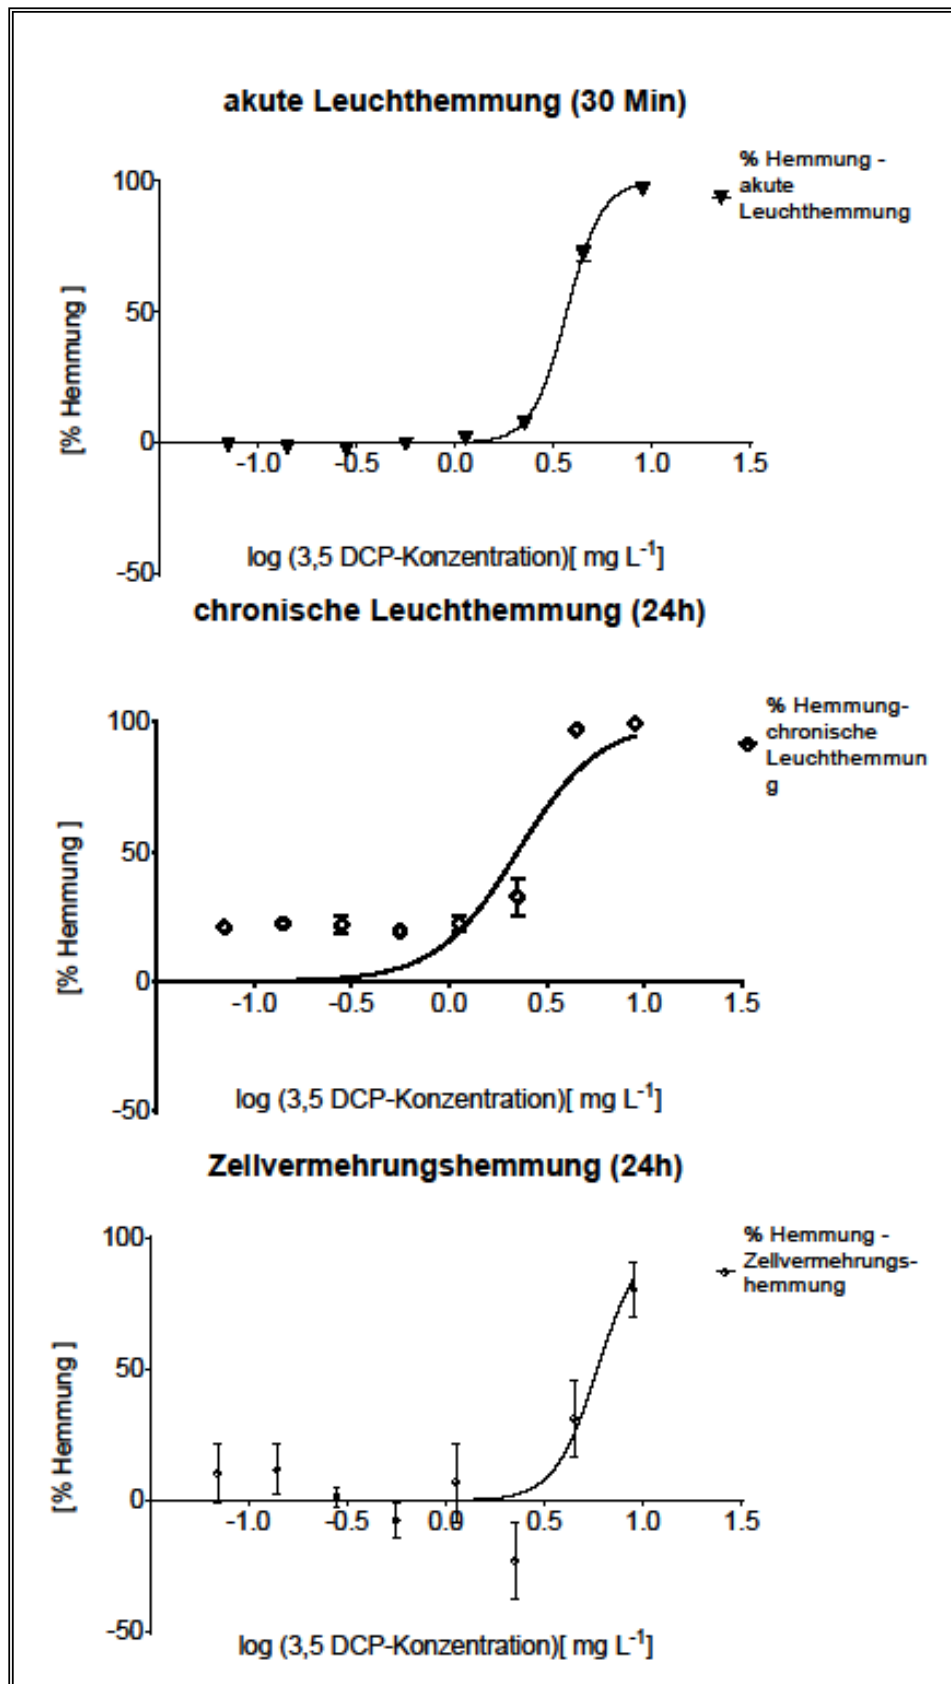 akute Leuchthemmung (30 Min)
% Hemmung -
akute
Leuchthemmung
100
50
0
-50
[% Hemmung ]
-1.0 -0.5 0.0 0.5 1.0 1.5
log (3,5 DCP-Konzentration)[ mg L-1]
chronische Leuchthemmung (24h)
% Hemmung-
chronische
Leuchthemmun
g
100
50
0
-50
[% Hemmung ]
-1.0 -0.5 0.0 0.5 1.0 1.5
log (3,5 DCP-Konzentration)[ mg L-1]
Zellvermehrungshemmung (24h)
% Hemmung -
Zellvermehrungs-
hemmung
100
50
0
-50
[% Hemmung ]
-1.0 -0.5 0.0 0.5 1.0 1.5
log (3,5 DCP-Konzentration)[ mg L-1]